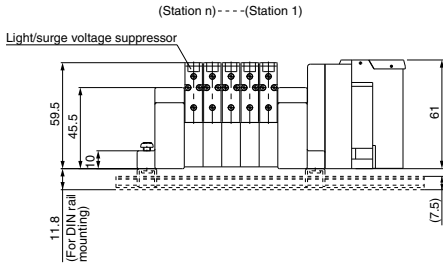 (Station n)----(Station 1)
Light/surge voltage suppressor
59.5
45.5
10
61
11.8
(For DIN rail
mounting)
(7.5)